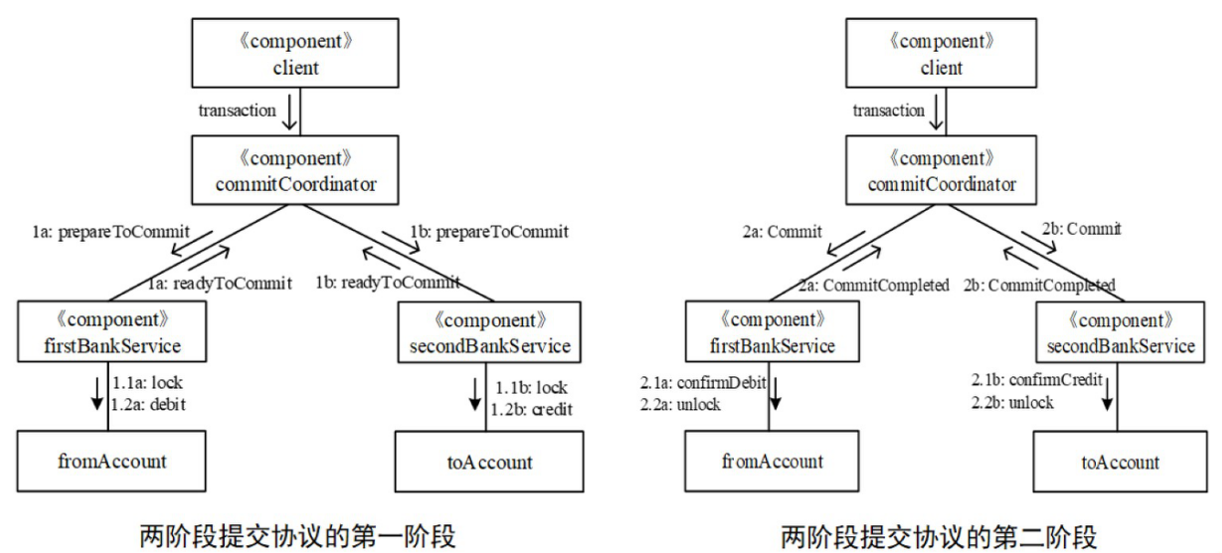 《component》
client
transaction
《component》
commitCoordinator
1a: prepareToCommit
1b: prepareToCommit
1a: readyToCommit
1b: readyToCommit
《component》
firstBankService
《component》
secondBankService
1.1a: lock
1.2a: debit
1.1b: lock
1.2b: credit
fromAccount
toAccount
两阶段提交协议的第一阶段
《component》
client
transaction
《component》
commitCoordinator
2a: Commit
2b: Commit
2a: CommitCompleted
2b: CommitCompleted
《component》
firstBankService
《component》
secondBankService
2.1a: confirmDebit
2.2a: unlock
2.1b: confirmCredit
2.2b: unlock
fromAccount
toAccount
两阶段提交协议的第二阶段